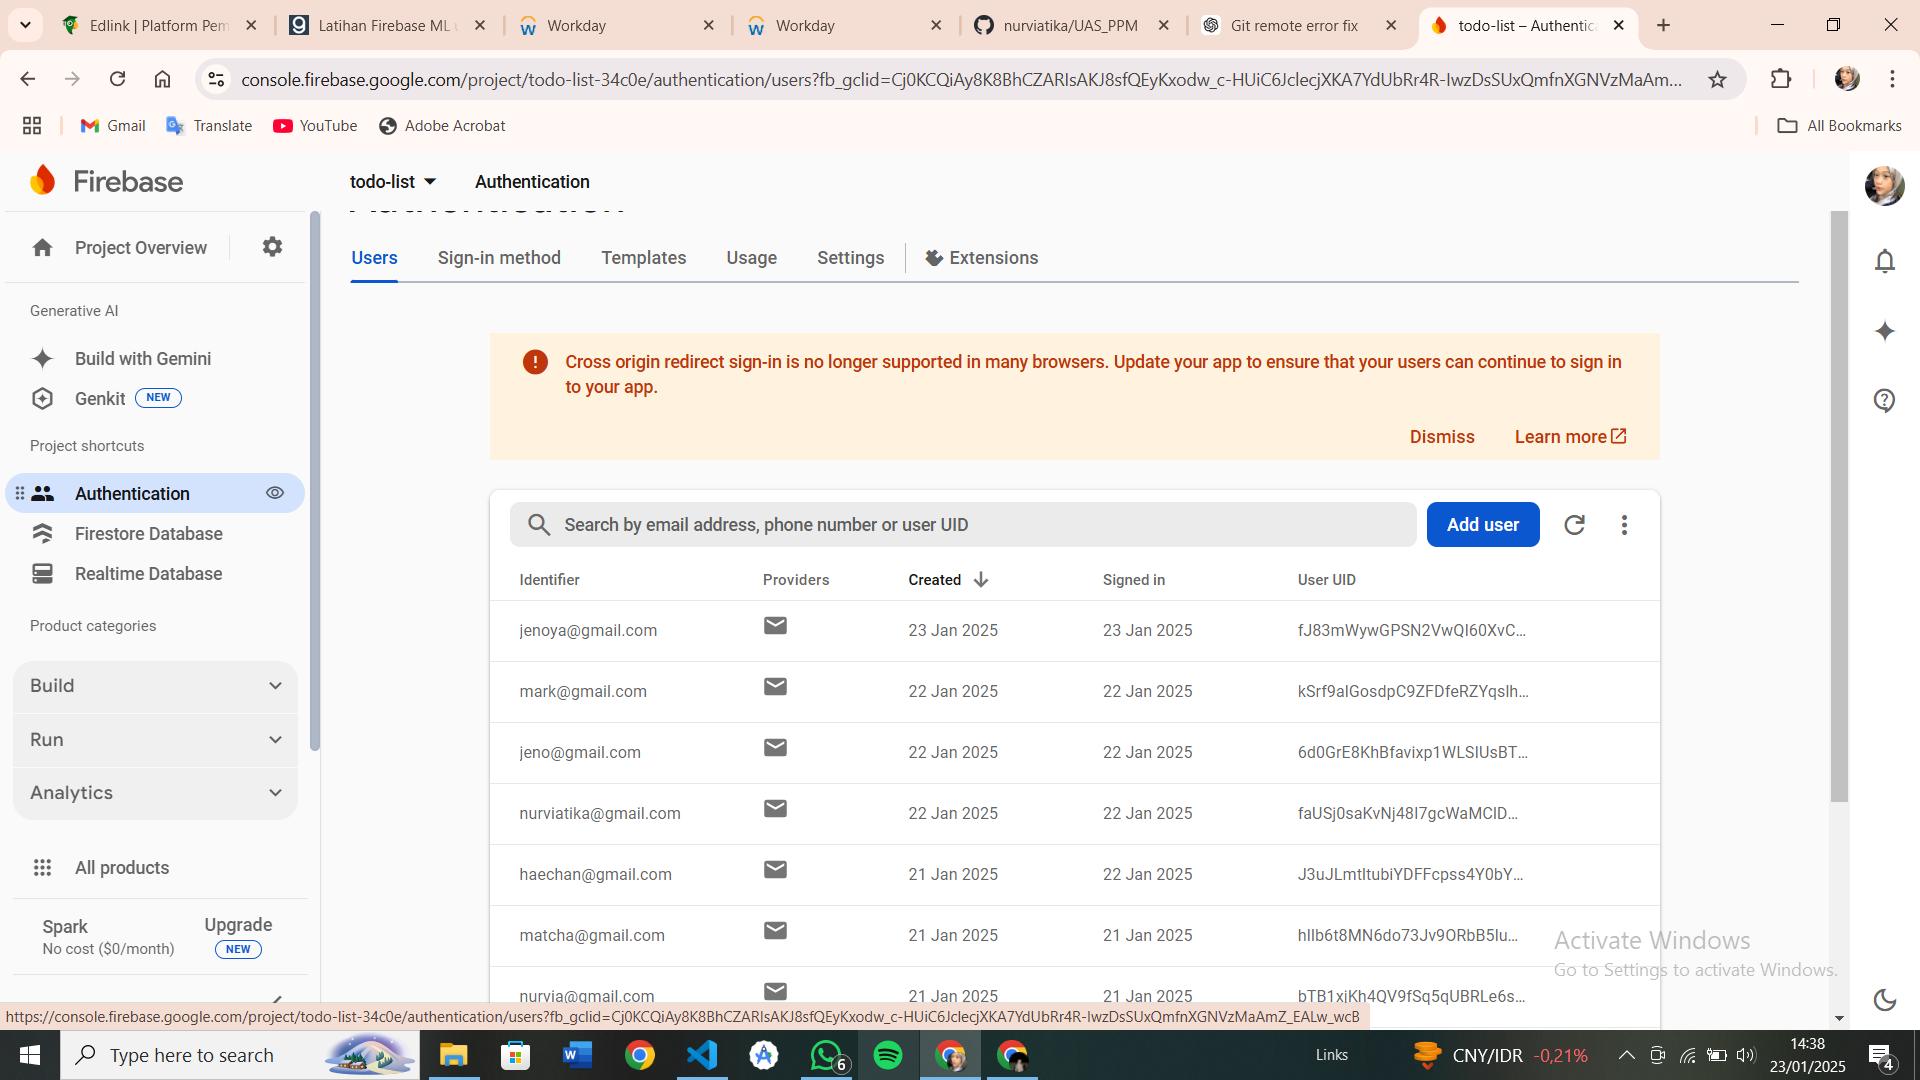 Edlink | Platform Pem
Latihan Firebase ML
Workday
Workday
nurviatika/UAS_PPM
Git remote error fix
todo-list – Authentica
console.firebase.google.com/project/todo-list-34c0e/authentication/users?fb_gclid=Cj0KCQiAy8K8BhCZARIsAKJ8sfQEyKxodw_c-HUiC6JclecjXKA7YdUbRr4R-IwzDsSUxQmfnXGNVzMaAm...
Gmail
Translate
YouTube
Adobe Acrobat
All Bookmarks
Firebase
todo-list
Authentication
Project Overview
Users
Sign-in method
Templates
Usage
Settings
Extensions
Generative AI
Build with Gemini
Genkit NEW
Project shortcuts
Authentication
Firestore Database
Realtime Database
Product categories
Build
Run
Analytics
All products
Spark
No cost ($0/month)
Upgrade
NEW
Cross origin redirect sign-in is no longer supported in many browsers. Update your app to ensure that your users can continue to sign in
to your app.
Dismiss
Learn more
Search by email address, phone number or user UID
Add user
Identifier Providers Created Signed in User UID
jenoya@gmail.com 23 Jan 2025 23 Jan 2025 fJ83mWywGPSN2VwQl60XvC...
mark@gmail.com 22 Jan 2025 22 Jan 2025 kSrf9alGosdpC9ZFDfeRZYqslh...
jeno@gmail.com 22 Jan 2025 22 Jan 2025 6d0GrE8KhBfavixp1WLSlUsBT...
nurviatika@gmail.com 22 Jan 2025 22 Jan 2025 faUSj0saKvNj48I7gcWaMClD...
haechan@gmail.com 21 Jan 2025 22 Jan 2025 J3uJLmtltubiYDFFcpss4Y0bY...
matcha@gmail.com 21 Jan 2025 21 Jan 2025 hllb6t8MN6do73Jv9ORbB5lu...
nurvia@gmail.com 21 Jan 2025 21 Jan 2025 bTB1xjKh4QV9fSq5qUBRLe6s...
Activate Windows
Go to Settings to activate Windows.
https://console.firebase.google.com/project/todo-list-34c0e/authentication/users?fb_gclid=Cj0KCQiAy8K8BhCZARIsAKJ8sfQEyKxodw_c-HUiC6JclecjXKA7YdUbRr4R-IwzDsSUxQmfnXGNVzMaAmZ_EALw_wcB
Type here to search
6
Links
CNY/IDR -0,21%
14:38
23/01/2025
4